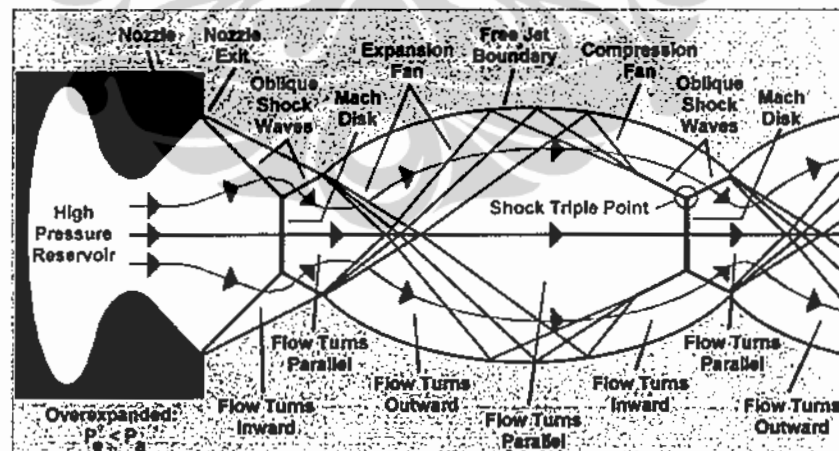 Nozzle
Nozzle
Exit
Oblique
Shock
Waves
Mach
Disk
Expansion
Fan
Free Jet
Boundary
Compression
Fan
Oblique
Shock
Waves
Mach
Disk
High
Pressure
Reservoir
Shock Triple Point
Flow Turns
Parallel
Flow Turns
Inward
Flow Turns
Outward
Flow Turns
Parallel
Flow Turns
Inward
Flow Turns
Parallel
Flow Turns
Outward
Overexpanded:
Pe < Pa